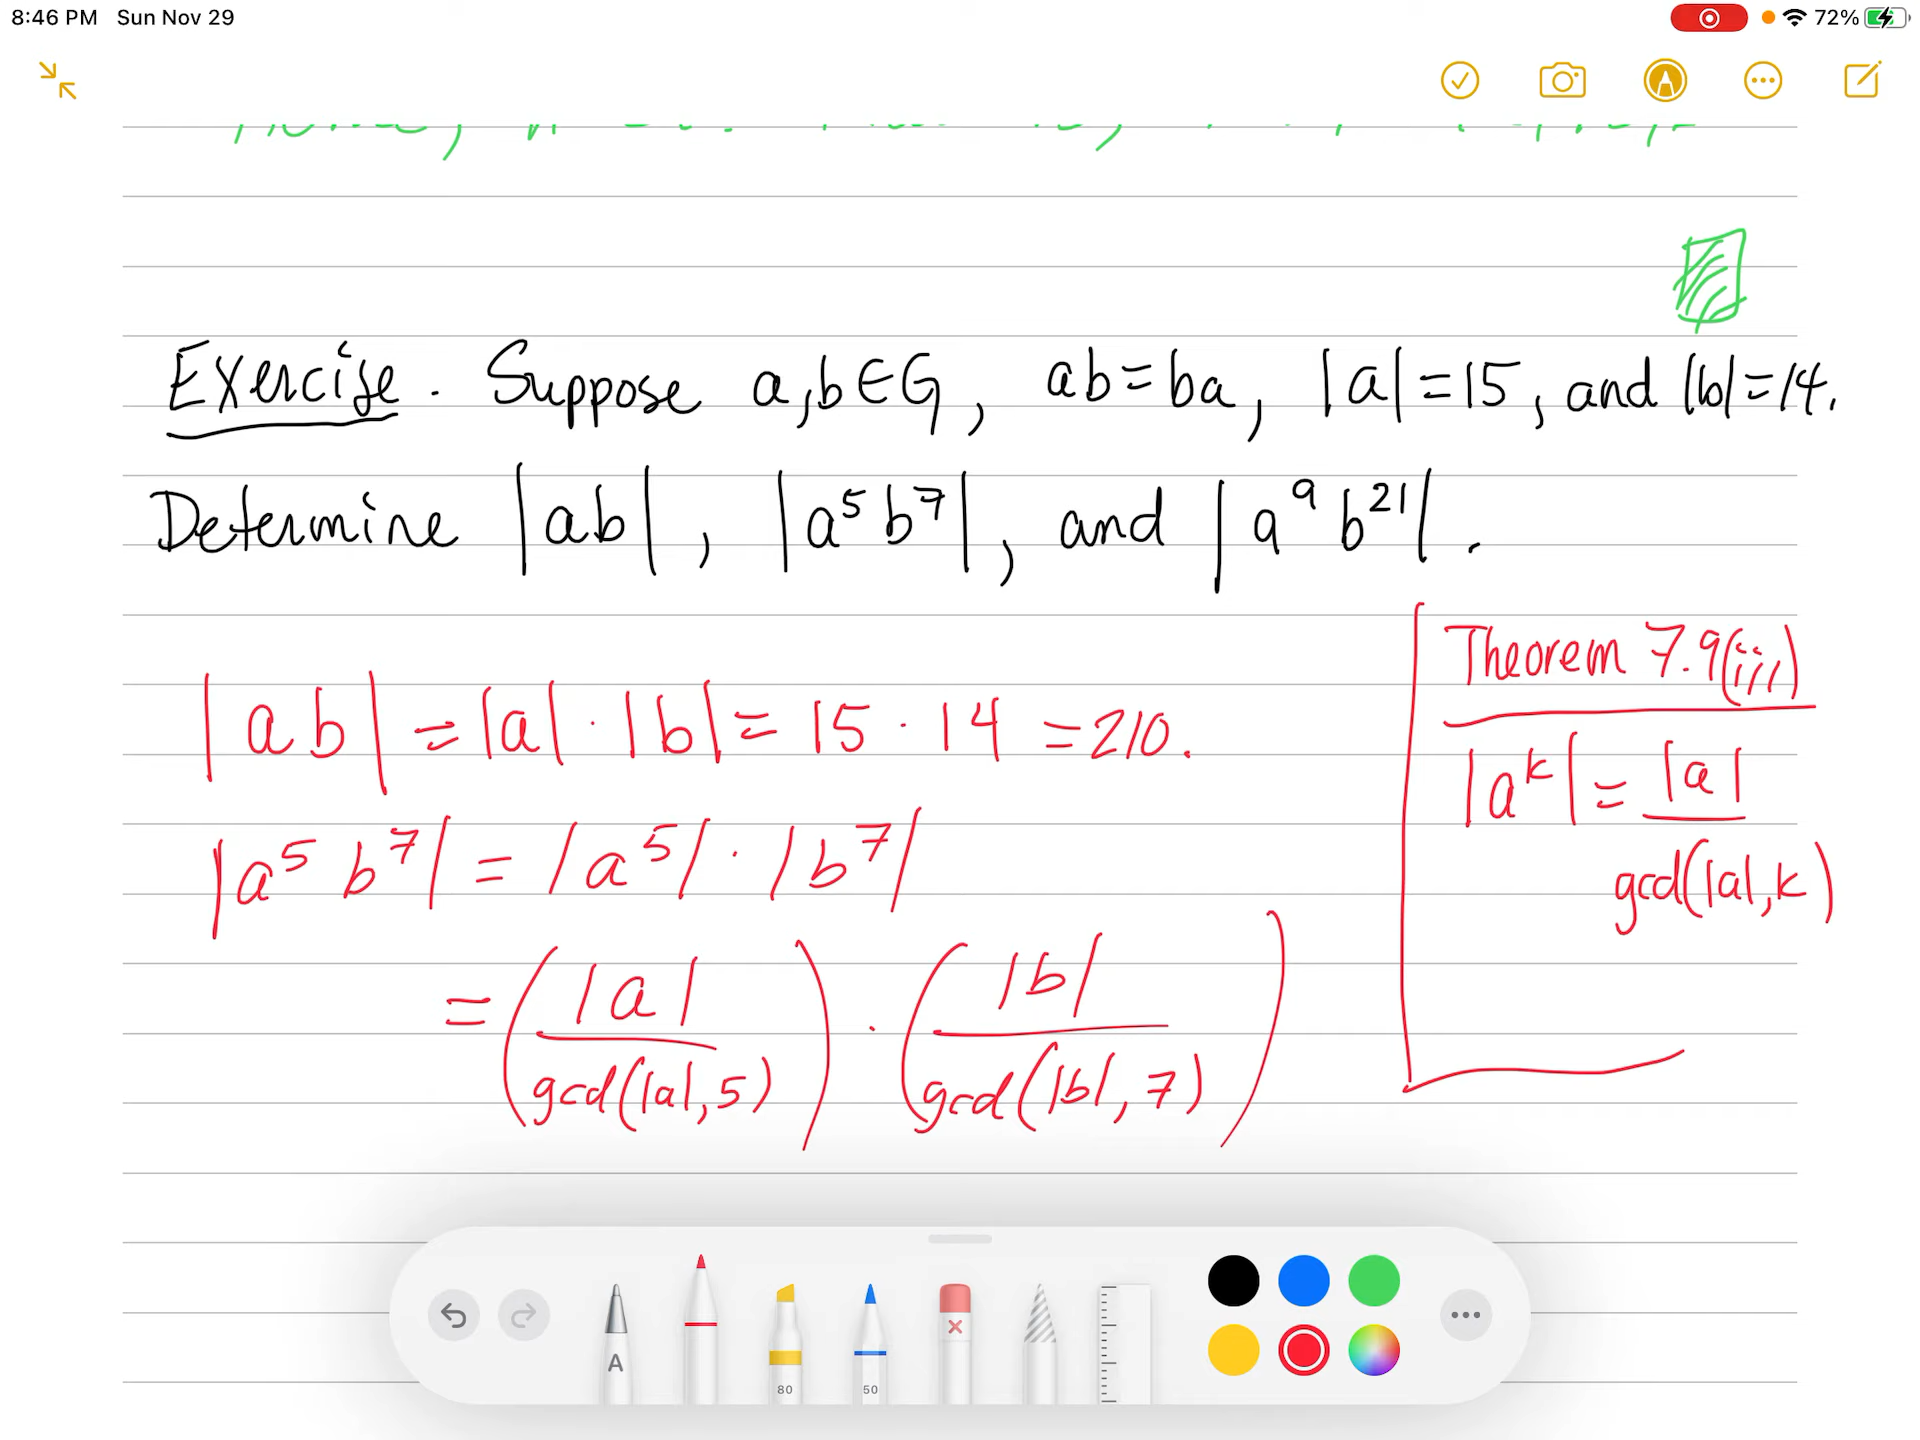 8:46 PM Sun Nov 29
72%
Exercise. Suppose a,b∈G, ab=ba, |a|=15, and |b|=14.
Determine |ab|, |a⁵b⁷|, and |a⁹b²¹|.
|ab| = |a|·|b| = 15·14 = 210.
|a⁵b⁷| = |a⁵|·|b⁷|
= (|a| / gcd(|a|,5)) · (|b| / gcd(|b|,7))
Theorem 7.9(iii)
|aᵏ| = |a| / gcd(|a|,k)
A
80
50